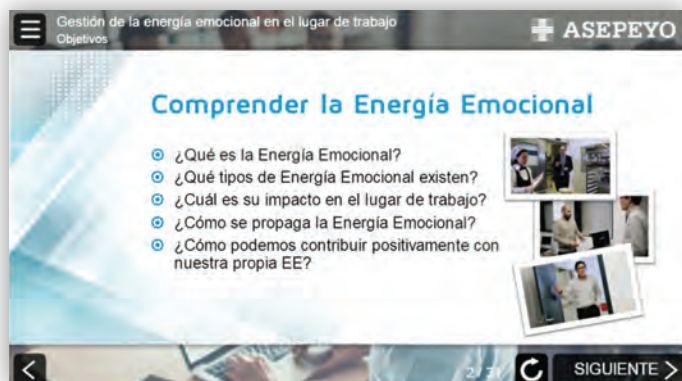 Gestión de la energía emocional en el lugar de trabajo
Objetivos
ASEPEYO
Comprender la Energía Emocional
¿Qué es la Energía Emocional?
¿Qué tipos de Energía Emocional existen?
¿Cuál es su impacto en el lugar de trabajo?
¿Cómo se propaga la Energía Emocional?
¿Cómo podemos contribuir positivamente con
nuestra propia EE?
SIGUIENTE